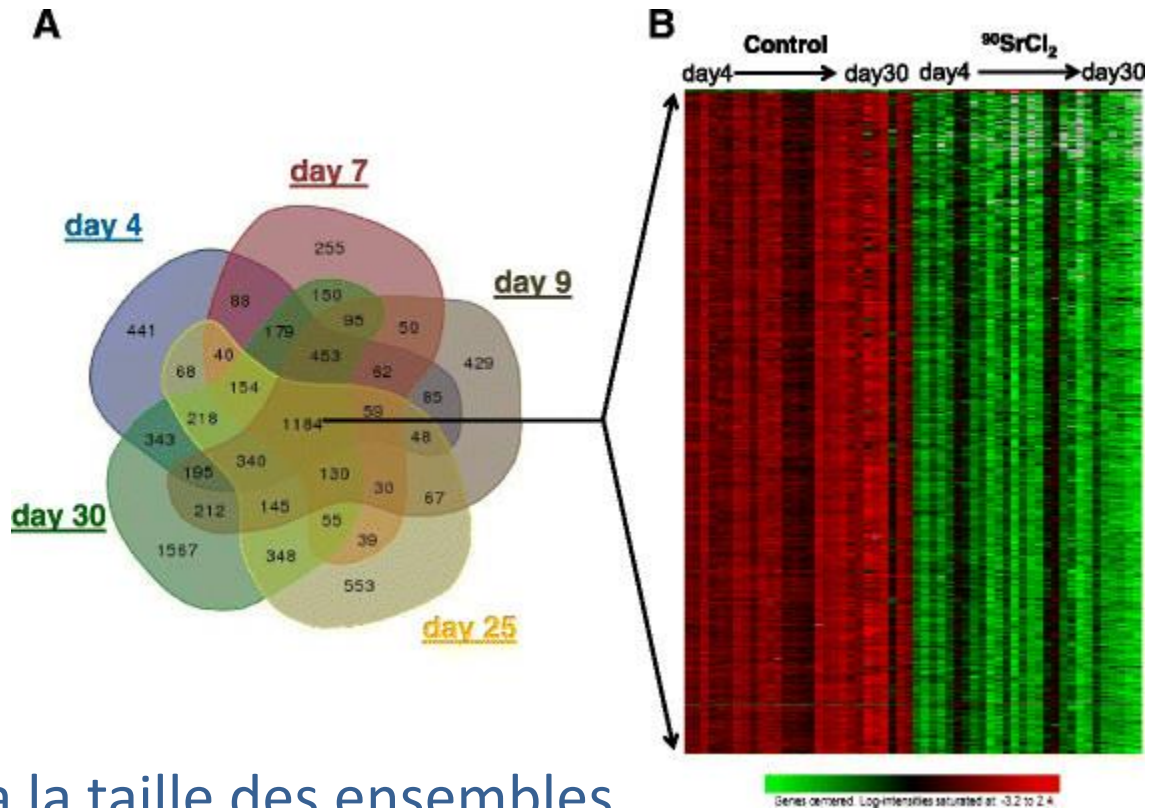 A
B
Control
⁹⁰SrCl₂
day4
day30
day4
day30
day 7
day 4
day 9
day 30
day 25
255
88
150
95
50
179
441
40
453
429
68
62
154
85
59
218
1184
48
343
340
195
130
30
67
212
145
55
39
1567
348
553
à la taille des ensembles
Genes centered. Log-intensities saturated at -3.2 to 2.4